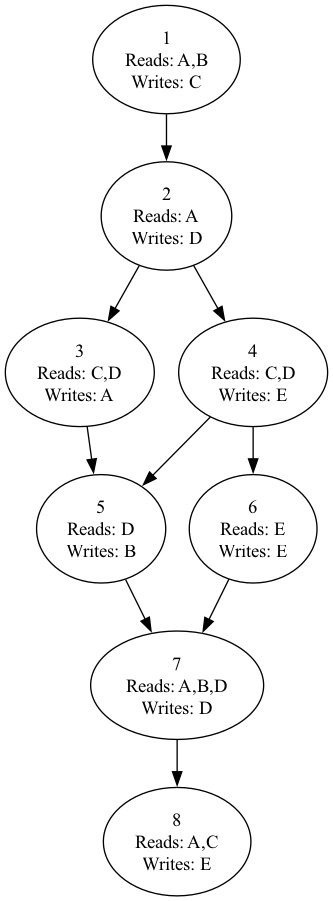 1
Reads: A,B
Writes: C
2
Reads: A
Writes: D
3
Reads: C,D
Writes: A
4
Reads: C,D
Writes: E
5
Reads: D
Writes: B
6
Reads: E
Writes: E
7
Reads: A,B,D
Writes: D
8
Reads: A,C
Writes: E